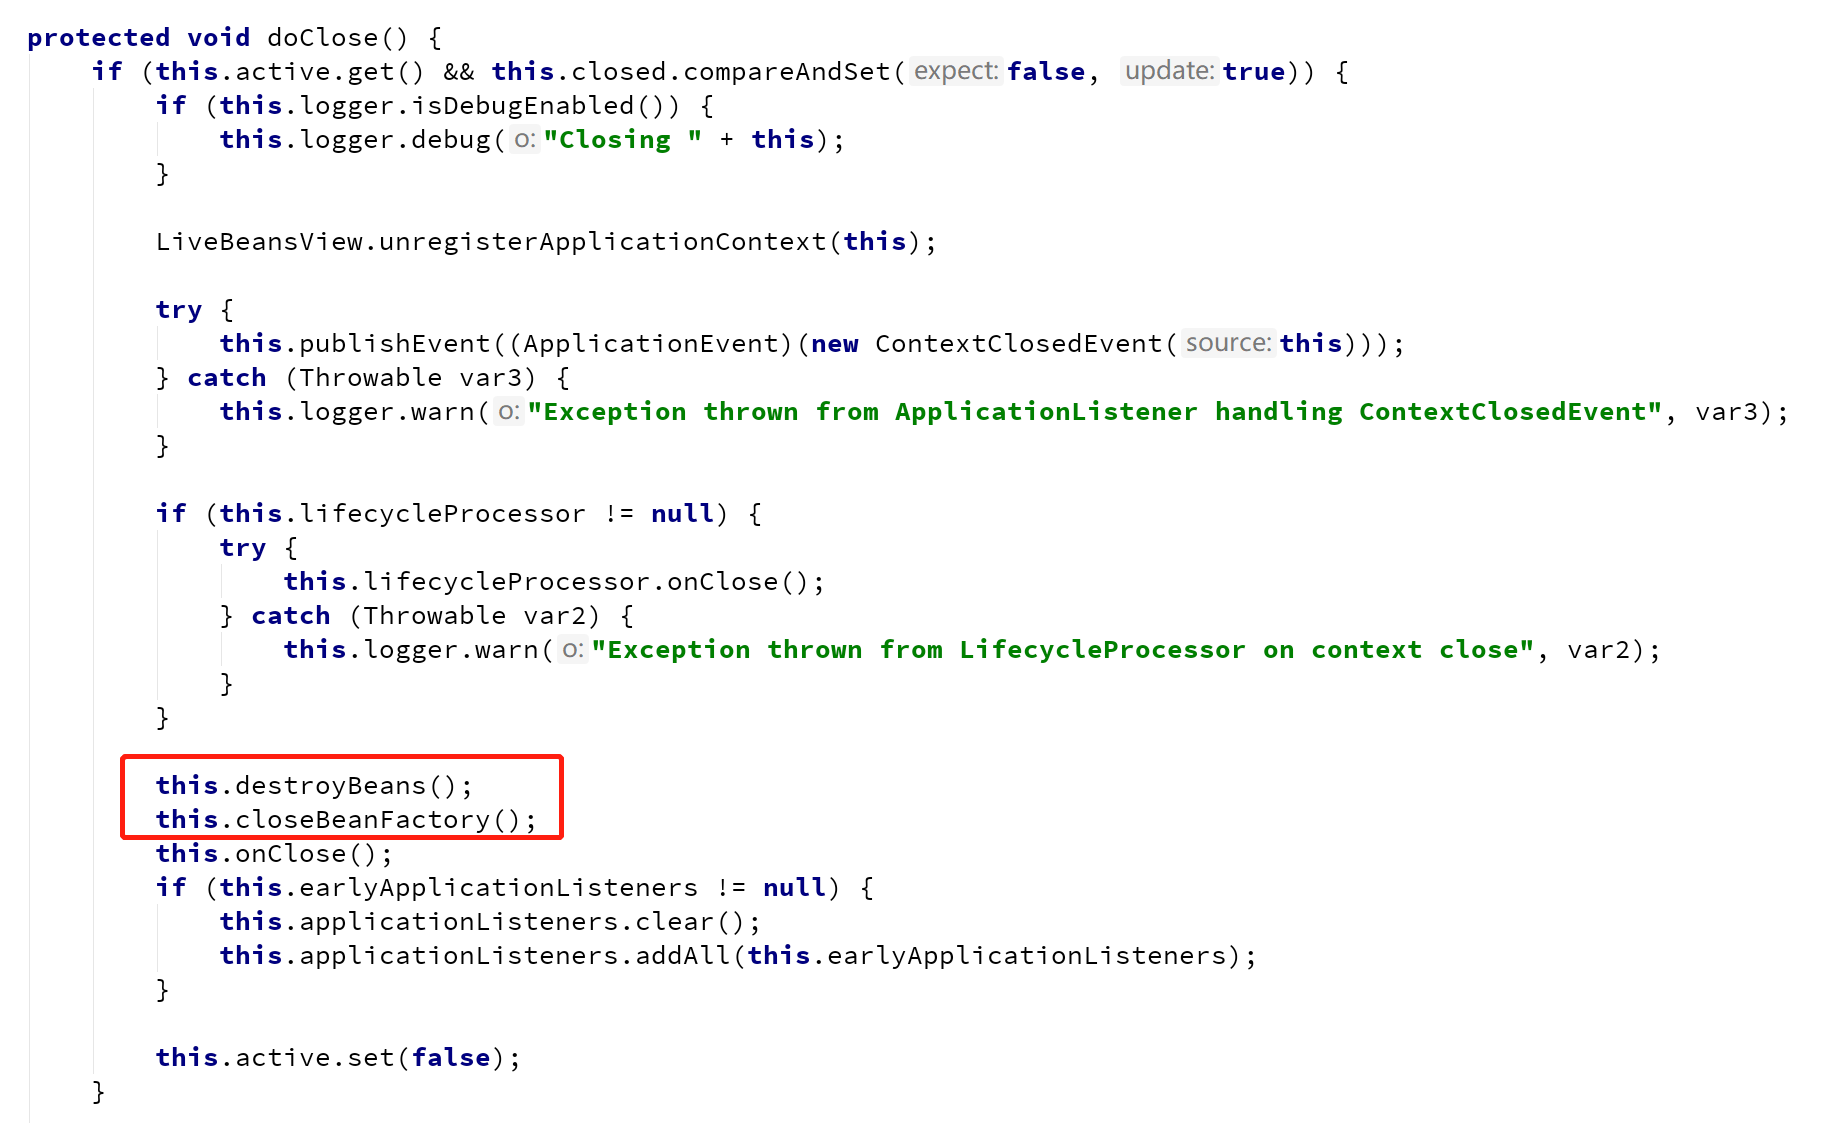 protected void doClose() {
if (this.active.get() && this.closed.compareAndSet(expect: false, update: true)) {
if (this.logger.isDebugEnabled()) {
this.logger.debug(o: "Closing " + this);
}
LiveBeansView.unregisterApplicationContext(this);
try {
this.publishEvent((ApplicationEvent)(new ContextClosedEvent(source: this)));
} catch (Throwable var3) {
this.logger.warn(o: "Exception thrown from ApplicationListener handling ContextClosedEvent", var3);
}
if (this.lifecycleProcessor != null) {
try {
this.lifecycleProcessor.onClose();
} catch (Throwable var2) {
this.logger.warn(o: "Exception thrown from LifecycleProcessor on context close", var2);
}
}
this.destroyBeans();
this.closeBeanFactory();
this.onClose();
if (this.earlyApplicationListeners != null) {
this.applicationListeners.clear();
this.applicationListeners.addAll(this.earlyApplicationListeners);
}
this.active.set(false);
}